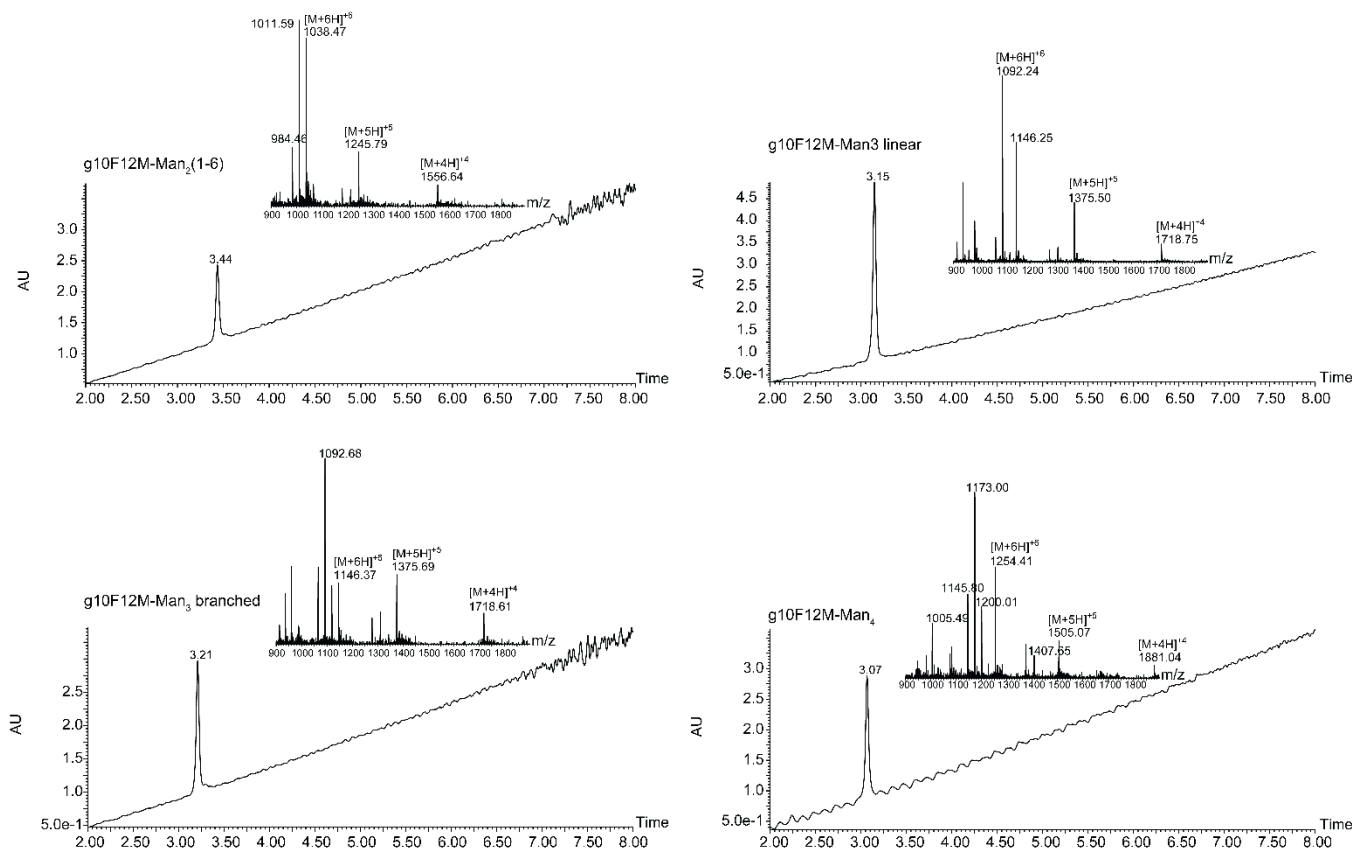 1011.59
[M+6H]+6
1038.47
984.46
[M+5H]+5
1245.79
[M+4H]+4
1556.64
g10F12M-Man2(1-6)
900 1000 1100 1200 1300 1400 1500 1600 1700 1800
m/z
3.44
3.0
2.5
2.0
1.5
1.0
AU
Time
2.00 2.50 3.00 3.50 4.00 4.50 5.00 5.50 6.00 6.50 7.00 7.50 8.00
[M+6H]+6
1092.24
1146.25
[M+5H]+5
1375.50
[M+4H]+4
1718.75
g10F12M-Man3 linear
900 1000 1100 1200 1300 1400 1500 1600 1700 1800
m/z
3.15
4.5
4.0
3.5
3.0
2.5
2.0
1.5
1.0
5.0e-1
AU
Time
2.00 2.50 3.00 3.50 4.00 4.50 5.00 5.50 6.00 6.50 7.00 7.50 8.00
1092.68
[M+6H]+6
1146.37
[M+5H]+5
1375.69
[M+4H]+4
1718.61
g10F12M-Man3 branched
900 1000 1100 1200 1300 1400 1500 1600 1700 1800
m/z
3.21
2.5
2.0
1.5
1.0
5.0e-1
AU
Time
2.00 2.50 3.00 3.50 4.00 4.50 5.00 5.50 6.00 6.50 7.00 7.50 8.00
1173.00
[M+6H]+6
1254.41
1145.80
1200.01
1005.49
[M+5H]+5
1505.07
1407.65
[M+4H]+4
1881.04
g10F12M-Man4
900 1000 1100 1200 1300 1400 1500 1600 1700 1800
m/z
3.07
3.0
2.5
2.0
1.5
1.0
5.0e-1
AU
Time
2.00 2.50 3.00 3.50 4.00 4.50 5.00 5.50 6.00 6.50 7.00 7.50 8.00